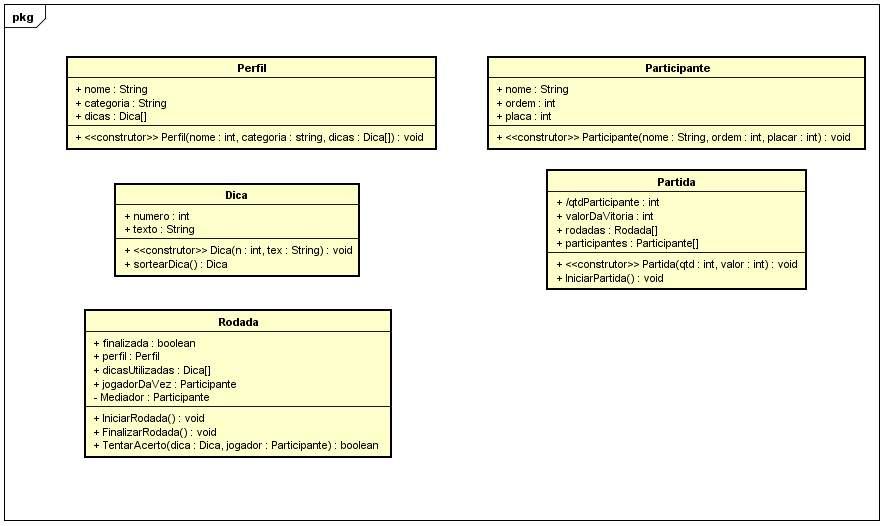 pkg
Perfil
+ nome : String
+ categoria : String
+ dicas : Dica[]
+ <<construtor>> Perfil(nome : int, categoria : string, dicas : Dica[]) : void
Participante
+ nome : String
+ ordem : int
+ placa : int
+ <<construtor>> Participante(nome : String, ordem : int, placar : int) : void
Dica
+ numero : int
+ texto : String
+ <<construtor>> Dica(n : int, tex : String) : void
+ sortearDica() : Dica
Partida
+ /qtdParticipante : int
+ valorDaVitoria : int
+ rodadas : Rodada[]
+ participantes : Participante[]
+ <<construtor>> Partida(qtd : int, valor : int) : void
+ IniciarPartida() : void
Rodada
+ finalizada : boolean
+ perfil : Perfil
+ dicasUtilizadas : Dica[]
+ jogadorDaVez : Participante
- Mediador : Participante
+ IniciarRodada() : void
+ FinalizarRodada() : void
+ TentarAcerto(dica : Dica, jogador : Participante) : boolean